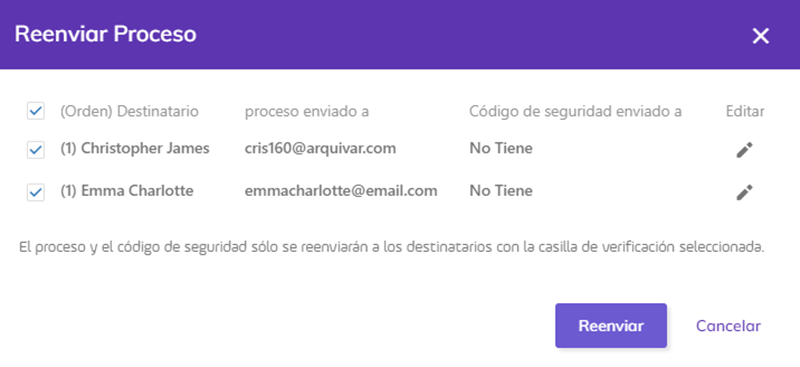 Reenviar Proceso
(Orden) Destinatario proceso enviado a Código de seguridad enviado a Editar
(1) Christopher James cris160@arquivar.com No Tiene
(1) Emma Charlotte emmacharlotte@email.com No Tiene
El proceso y el código de seguridad sólo se reenviarán a los destinatarios con la casilla de verificación seleccionada.
Reenviar Cancelar